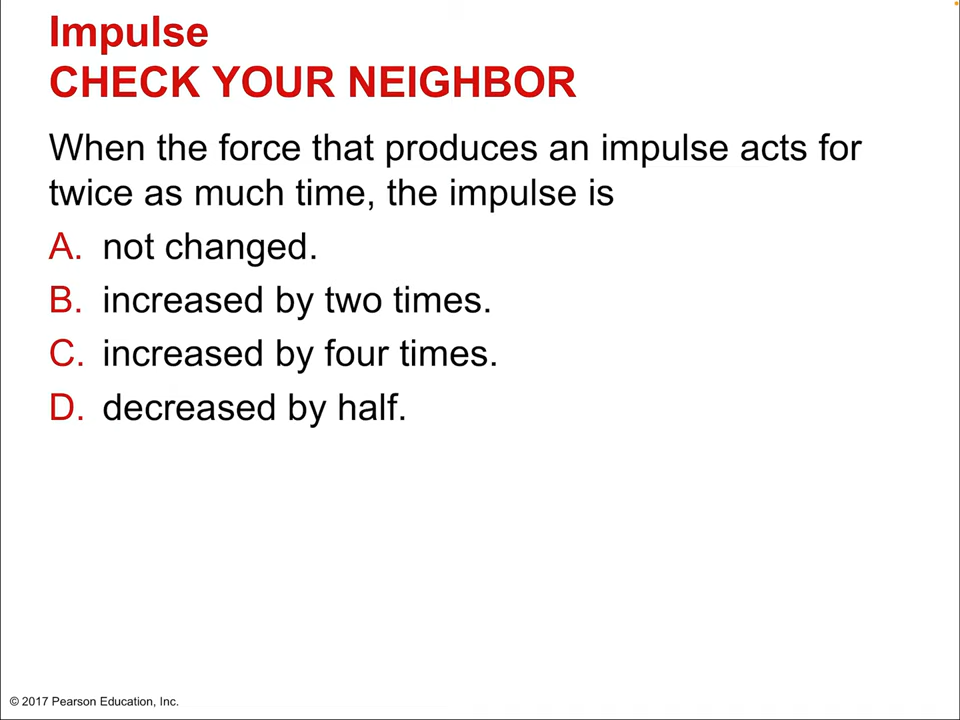 Impulse
CHECK YOUR NEIGHBOR
When the force that produces an impulse acts for
twice as much time, the impulse is
A. not changed.
B. increased by two times.
C. increased by four times.
D. decreased by half.
© 2017 Pearson Education, Inc.